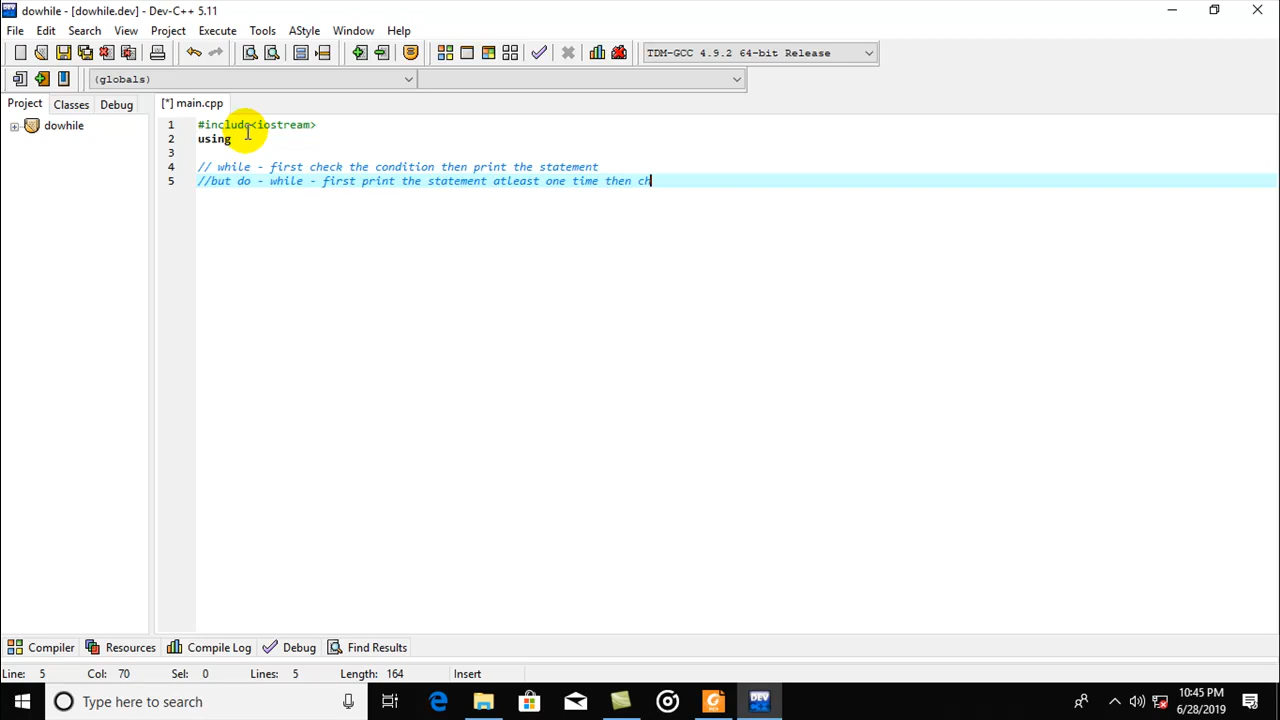 dowhile - [dowhile.dev] - Dev-C++ 5.11
File Edit Search View Project Execute Tools AStyle Window Help
TDM-GCC 4.9.2 64-bit Release
(globals)
Project Classes Debug [*] main.cpp
dowhile
1 #include<iostream>
2 using
3
4 // while - first check the condition then print the statement
5 //but do - while - first print the statement atleast one time then ch
Compiler Resources Compile Log Debug Find Results
Line: 5 Col: 70 Sel: 0 Lines: 5 Length: 164 Insert
Type here to search
DEV
10:45 PM
6/28/2019